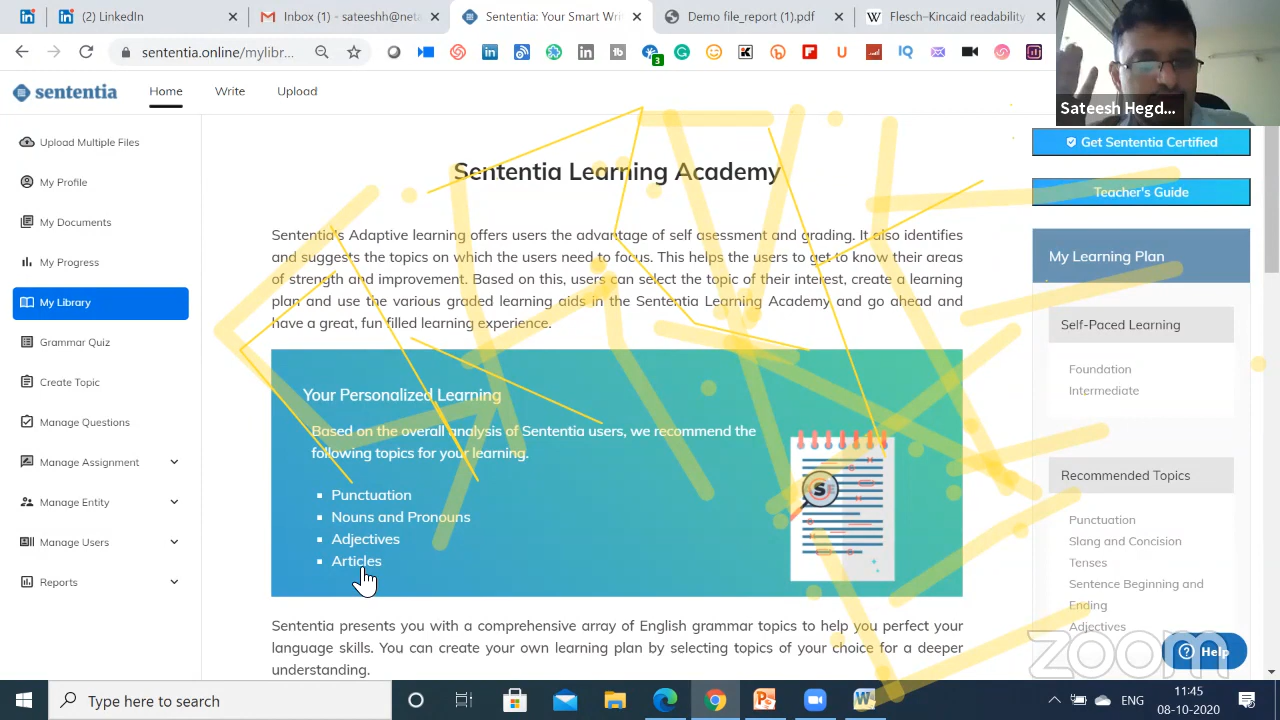 (2) LinkedIn
Inbox (1) - sateeshh@net
Sententia: Your Smart Writ
Demo file_report (1).pdf
Flesch–Kincaid readability
sententia.online/mylibr...
3
Sateesh Hegd...
sententia
Home
Write
Upload
Upload Multiple Files
My Profile
My Documents
My Progress
My Library
Grammar Quiz
Create Topic
Manage Questions
Manage Assignment
Manage Entity
Manage Users
Reports
Sententia Learning Academy
Sententia's Adaptive learning offers users the advantage of self asessment and grading. It also identifies
and suggests the topics on which the users need to focus. This helps the users to get to know their areas
of strength and improvement. Based on this, users can select the topic of their interest, create a learning
plan and use the various graded learning aids in the Sententia Learning Academy and go ahead and
have a great, fun filled learning experience.
Your Personalized Learning
Based on the overall analysis of Sententia users, we recommend the
following topics for your learning.
Punctuation
Nouns and Pronouns
Adjectives
Articles
Sententia presents you with a comprehensive array of English grammar topics to help you perfect your
language skills. You can create your own learning plan by selecting topics of your choice for a deeper
understanding.
Get Sententia Certified
Teacher's Guide
My Learning Plan
Self-Paced Learning
Foundation
Intermediate
Recommended Topics
Punctuation
Slang and Concision
Tenses
Sentence Beginning and
Ending
Adjectives
zoom
Help
Type here to search
ENG
11:45
08-10-2020